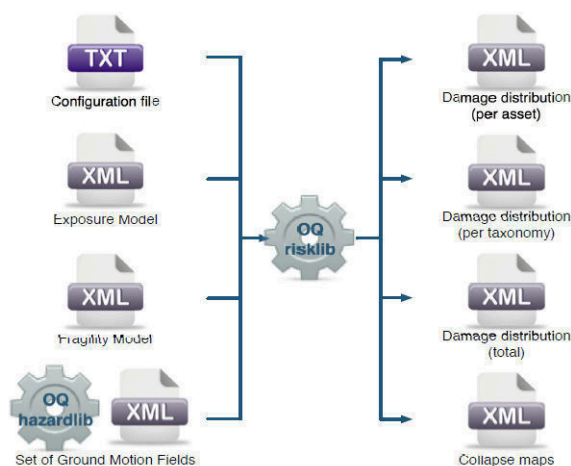 TXT
Configuration file
XML
Exposure Model
XML
Fragility Model
OQ
hazardlib
XML
Set of Ground Motion Fields
OQ
risklib
XML
Damage distribution
(per asset)
XML
Damage distribution
(per taxonomy)
XML
Damage distribution
(total)
XML
Collapse maps